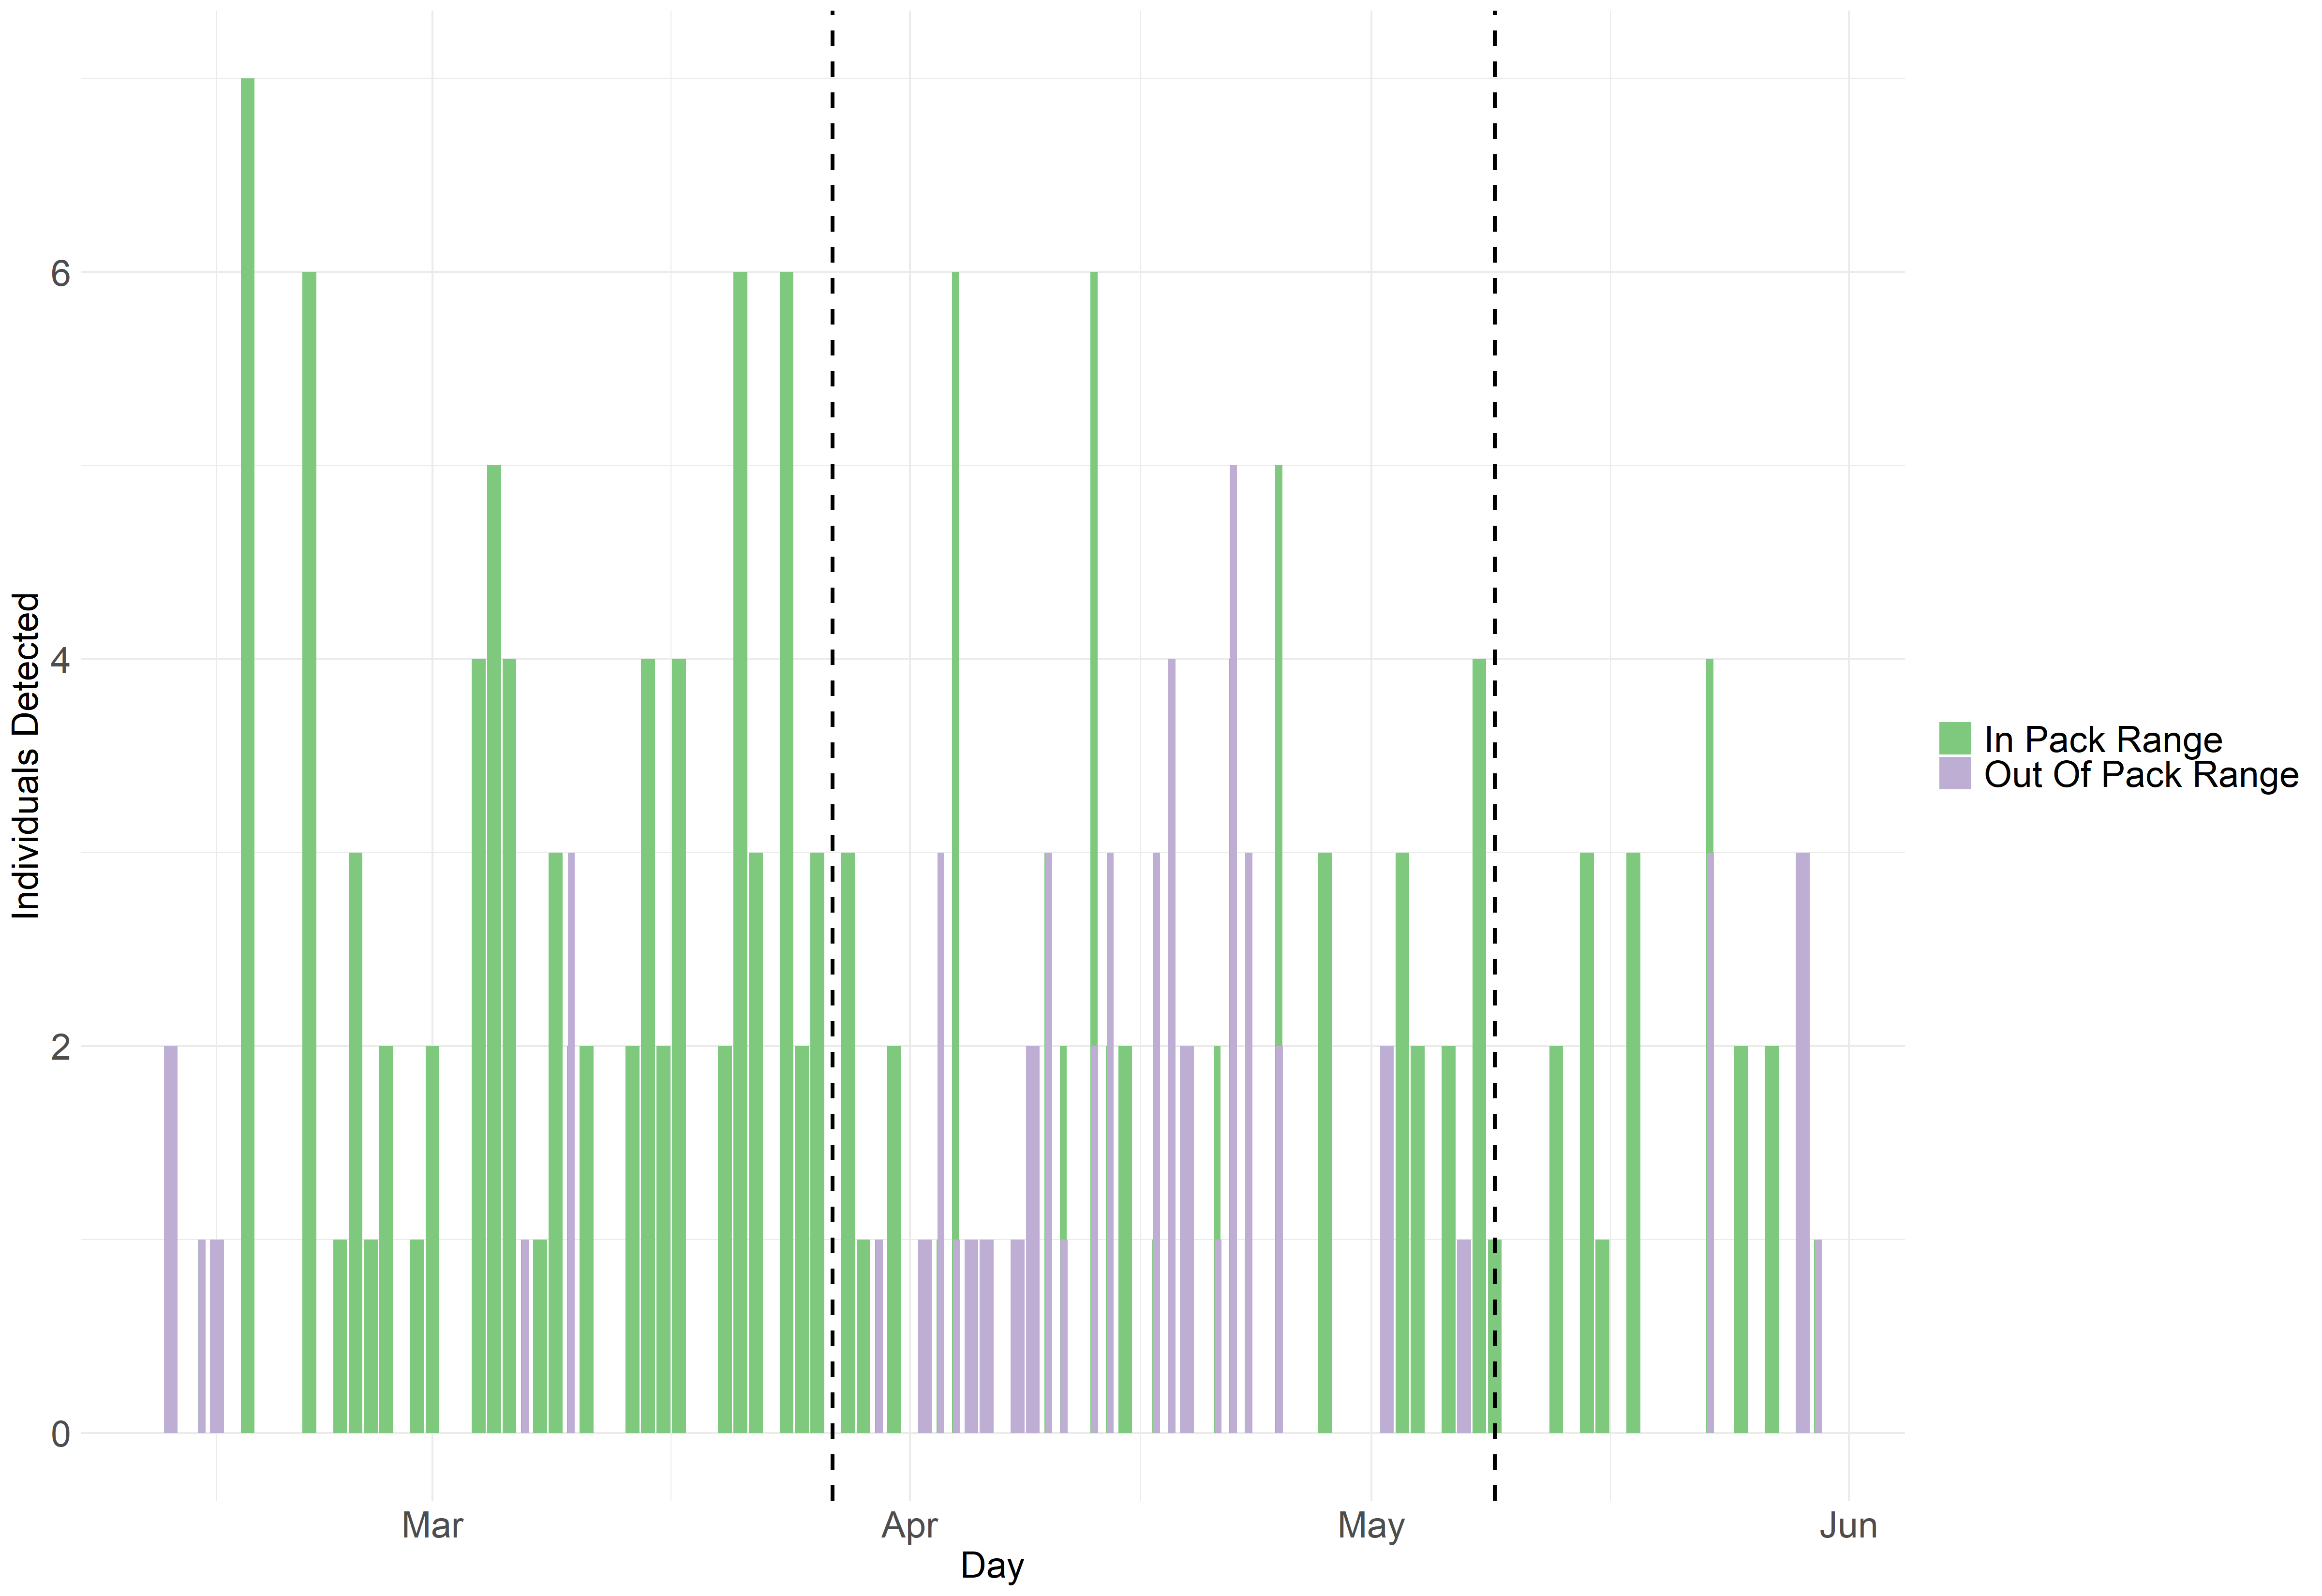 6
4
2
0
Individuals Detected
Mar
Apr
May
Jun
Day
In Pack Range
Out Of Pack Range